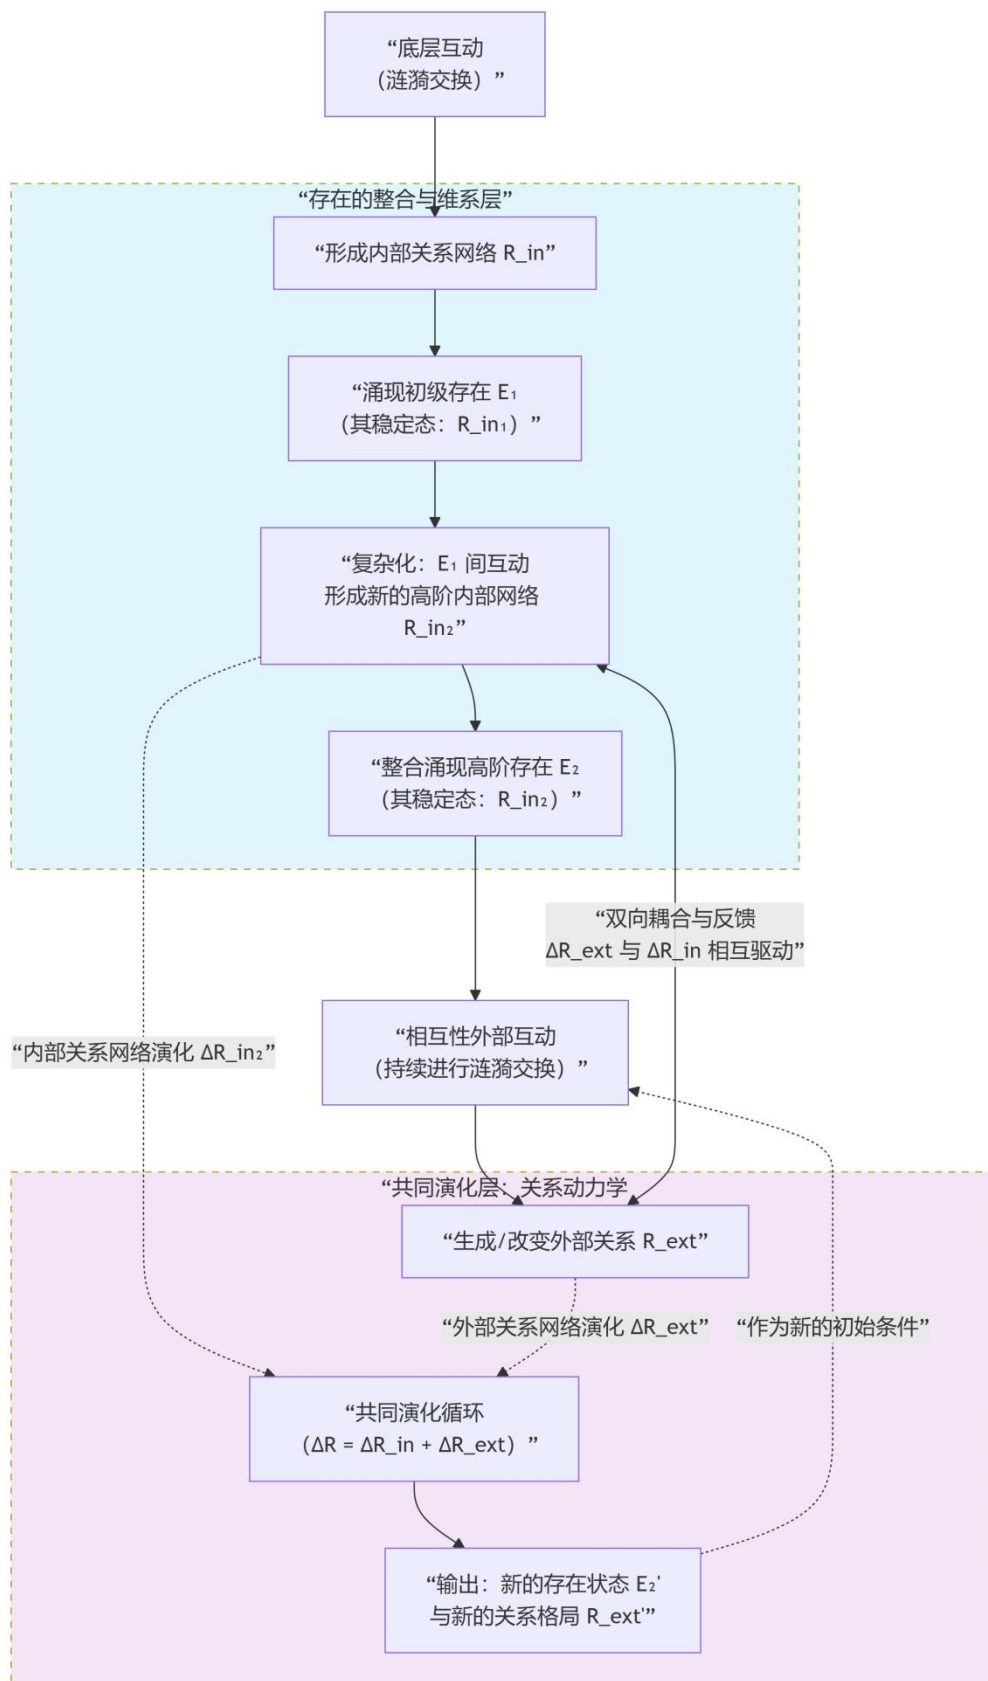 “底层互动
（涟漪交换）”
“存在的整合与维系层”
“形成内部关系网络 R_in”
“涌现初级存在 E₁
（其稳定态：R_in₁）”
“复杂化：E₁ 间互动
形成新的高阶内部网络
R_in₂”
“整合涌现高阶存在 E₂
（其稳定态：R_in₂）”
“双向耦合与反馈
ΔR_ext 与 ΔR_in 相互驱动”
“相互性外部互动
（持续进行涟漪交换）”
“内部关系网络演化 ΔR_in₂”
“共同演化层：关系动力学
“生成/改变外部关系 R_ext”
“外部关系网络演化 ΔR_ext”
“作为新的初始条件”
“共同演化循环
（ΔR = ΔR_in + ΔR_ext）”
“输出：新的存在状态 E₂'
与新的关系格局 R_ext'”